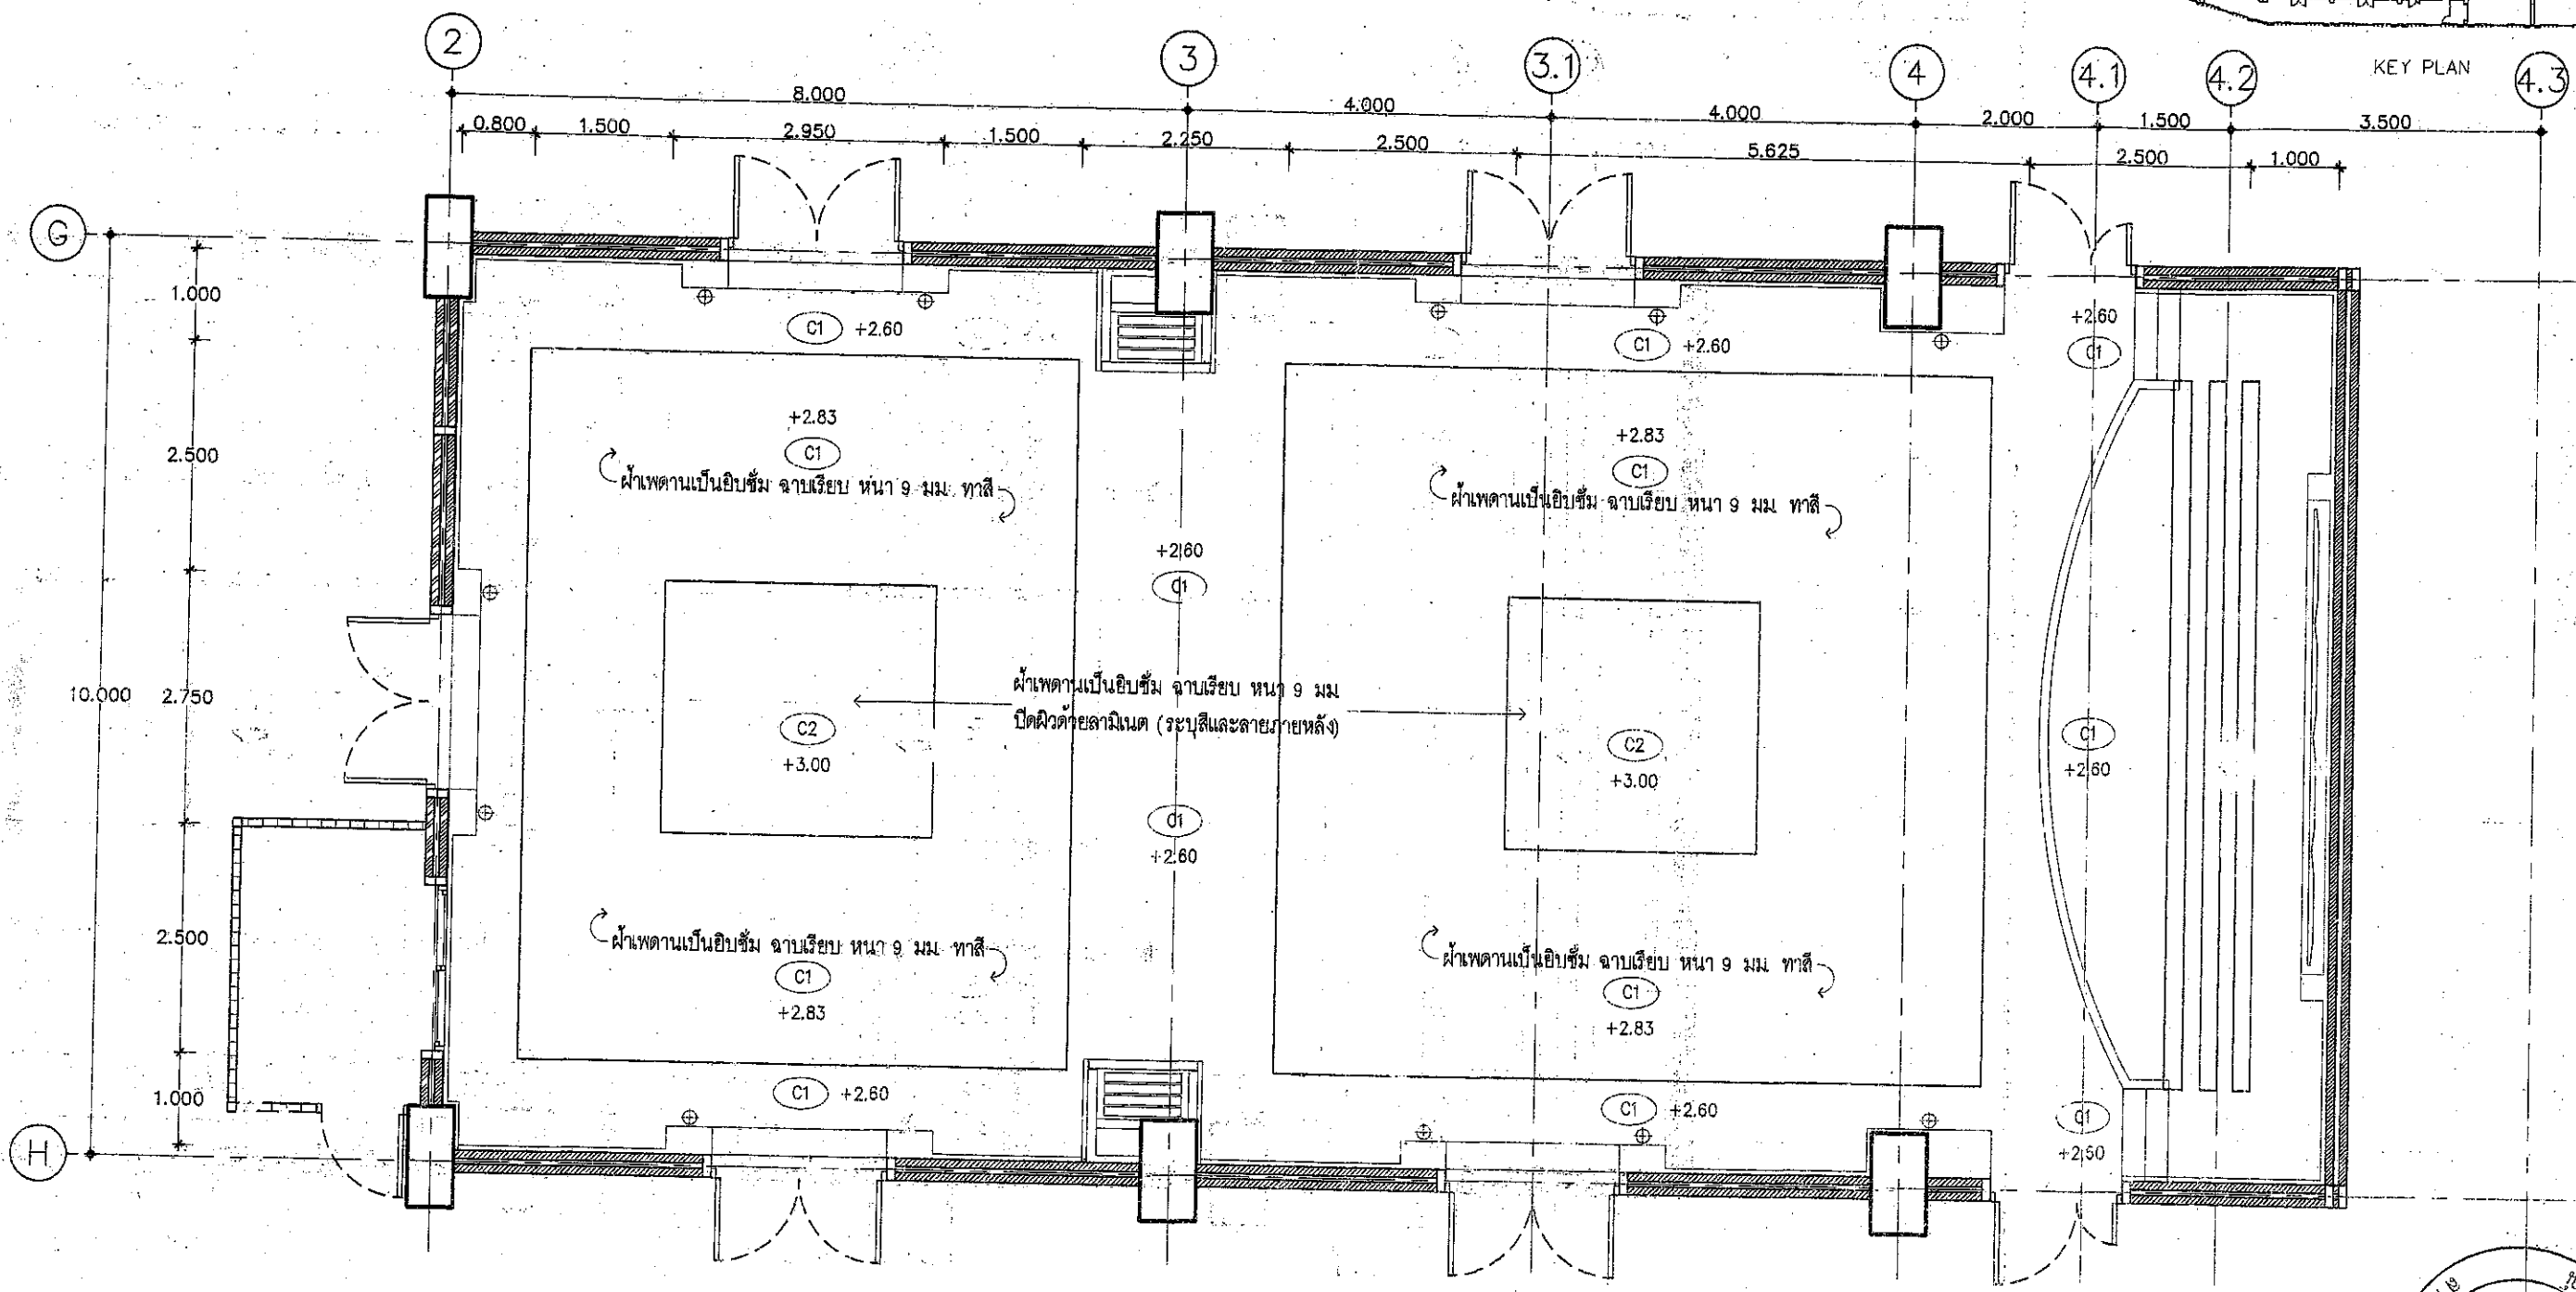 KEY PLAN
2 3 3.1 4 4.1 4.2 4.3
8.000 4.000 4.000 2.000 1.500 3.500
0.800 1.500 2.950 1.500 2.250 2.500 5.625 2.500 1.000
G
1.000
2.500
10.000 2.750
2.500
1.000
H
C1 +2.60
C1 +2.60
+2.60
C1
+2.83
C1
ฝ้าเพดานเป็นยิบซั่ม ฉาบเรียบ หนา 9 มม. ทาสี
+2.83
C1
ฝ้าเพดานเป็นยิบซั่ม ฉาบเรียบ หนา 9 มม. ทาสี
+2.60
C1
ฝ้าเพดานเป็นยิบซั่ม ฉาบเรียบ หนา 9 มม
ปิดผิวด้วยลามิเนต (ระบุสีและลายภายหลัง)
C2
+3.00
C2
+3.00
C1
+2.60
C1
+2.60
ฝ้าเพดานเป็นยิบซั่ม ฉาบเรียบ หนา 9 มม. ทาสี
C1
+2.83
ฝ้าเพดานเป็นยิบซั่ม ฉาบเรียบ หนา 9 มม. ทาสี
C1
+2.83
C1 +2.60
C1 +2.60
C1
+2.60